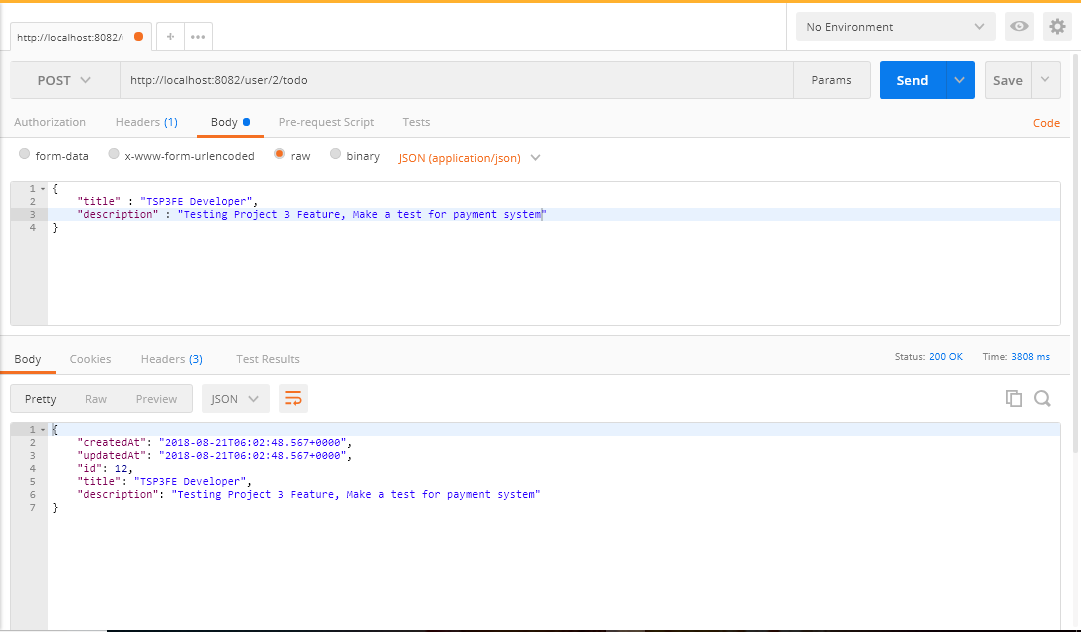 http://localhost:8082/ + ••• No Environment
POST http://localhost:8082/user/2/todo Params Send Save
Authorization Headers (1) Body Pre-request Script Tests Code
form-data x-www-form-urlencoded raw binary JSON (application/json)
1 {
2 "title" : "TSP3FE Developer",
3 "description" : "Testing Project 3 Feature, Make a test for payment system"
4 }
Body Cookies Headers (3) Test Results Status: 200 OK Time: 3808 ms
Pretty Raw Preview JSON
1 {
2 "createdAt": "2018-08-21T06:02:48.567+0000",
3 "updatedAt": "2018-08-21T06:02:48.567+0000",
4 "id": 12,
5 "title": "TSP3FE Developer",
6 "description": "Testing Project 3 Feature, Make a test for payment system"
7 }